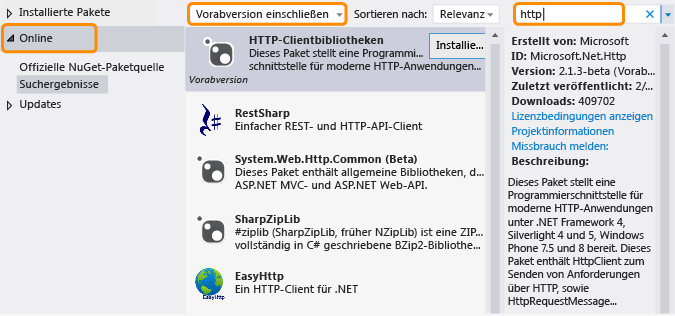 Installierte Pakete
Online
Offizielle NuGet-Paketquelle
Suchergebnisse
Updates
Vorabversion einschließen
Sortieren nach: Relevanz
HTTP-Clientbibliotheken
Dieses Paket stellt eine Programmier-
schnittstelle für moderne HTTP-Anwendungen...
Installie...
Vorabversion
RestSharp
Einfacher REST- und HTTP-API-Client
System.Web.Http.Common (Beta)
Dieses Paket enthält allgemeine Bibliotheken, d...
ASP.NET MVC- und ASP.NET Web-API.
SharpZipLib
#ziplib (SharpZipLib, früher NZipLib) ist eine ZIP...
vollständig in C# geschriebene BZip2-Bibliothe...
EasyHttp
EasyHttp
Ein HTTP-Client für .NET
http
Erstellt von: Microsoft
ID: Microsoft.Net.Http
Version: 2.1.3-beta (Vorab...
Zuletzt veröffentlicht: 2/...
Downloads: 409702
Lizenzbedingungen anzeigen
Projektinformationen
Missbrauch melden:
Beschreibung:
Dieses Paket stellt eine
Programmierschnittstelle für
moderne HTTP-Anwendungen
unter .NET Framework 4,
Silverlight 4 und 5, Windows
Phone 7.5 und 8 bereit. Dieses
Paket enthält HttpClient zum
Senden von Anforderungen
über HTTP, sowie
HttpRequestMessage...